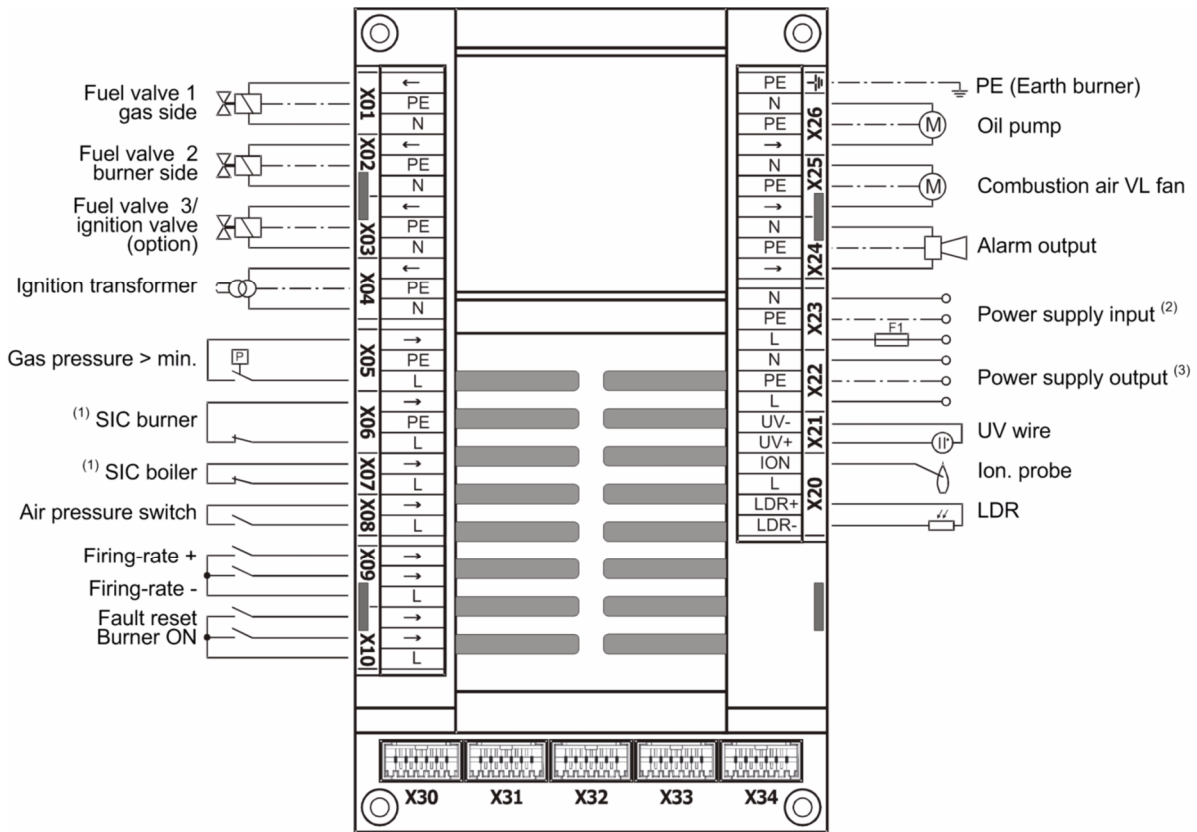 Fuel valve 1
gas side
Fuel valve 2
burner side
Fuel valve 3/
ignition valve
(option)
Ignition transformer
Gas pressure > min.
P
(1) SIC burner
(1) SIC boiler
Air pressure switch
Firing-rate +
Firing-rate -
Fault reset
Burner ON
X01
←
PE
N
X02
←
PE
N
X03
←
PE
N
X04
←
PE
N
X05
→
PE
L
X06
→
PE
L
X07
→
L
X08
→
L
X09
→
→
L
X10
→
→
L
PE
N
PE
→
X26
N
PE
→
X25
N
PE
→
X24
N
PE
L
X23
N
PE
L
X22
UV-
UV+
X21
ION
L
LDR+
LDR-
X20
PE (Earth burner)
M
Oil pump
M
Combustion air VL fan
Alarm output
Power supply input (2)
F1
Power supply output (3)
UV wire
Ion. probe
LDR
X30 X31 X32 X33 X34